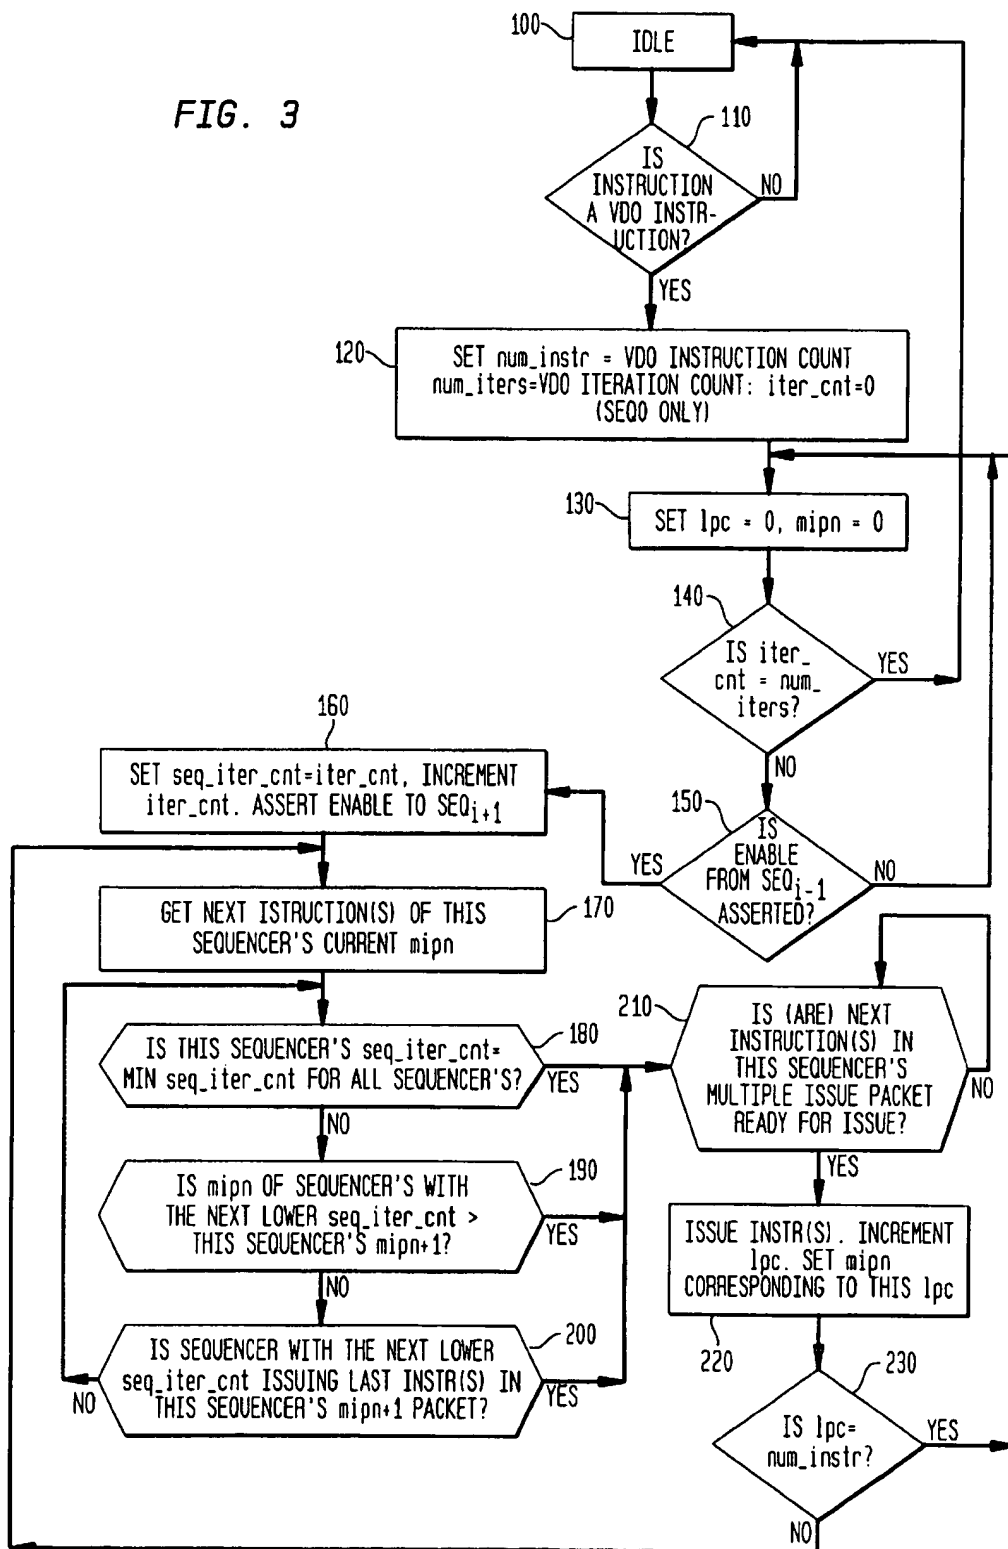 FIG. 3
100
IDLE
110
IS
INSTRUCTION
A VDO INSTR-
UCTION?
NO
YES
120
SET num_instr = VDO INSTRUCTION COUNT
num_iters=VDO ITERATION COUNT: iter_cnt=0
(SEQ0 ONLY)
130
SET lpc = 0, mipn = 0
140
IS iter_
cnt = num_
iters?
YES
NO
150
IS
ENABLE
FROM SEQi-1
ASSERTED?
YES
NO
160
SET seq_iter_cnt=iter_cnt, INCREMENT
iter_cnt. ASSERT ENABLE TO SEQi+1
170
GET NEXT ISTRUCTION(S) OF THIS
SEQUENCER'S CURRENT mipn
180
IS THIS SEQUENCER'S seq_iter_cnt=
MIN seq_iter_cnt FOR ALL SEQUENCER'S?
YES
NO
190
IS mipn OF SEQUENCER'S WITH
THE NEXT LOWER seq_iter_cnt >
THIS SEQUENCER'S mipn+1?
YES
NO
200
IS SEQUENCER WITH THE NEXT LOWER
seq_iter_cnt ISSUING LAST INSTR(S) IN
THIS SEQUENCER'S mipn+1 PACKET?
NO
YES
210
IS (ARE) NEXT
INSTRUCTION(S) IN
THIS SEQUENCER'S
MULTIPLE ISSUE PACKET
READY FOR ISSUE?
NO
YES
ISSUE INSTR(S). INCREMENT
lpc. SET mipn
CORRESPONDING TO THIS lpc
220
230
IS lpc=
num_instr?
YES
NO